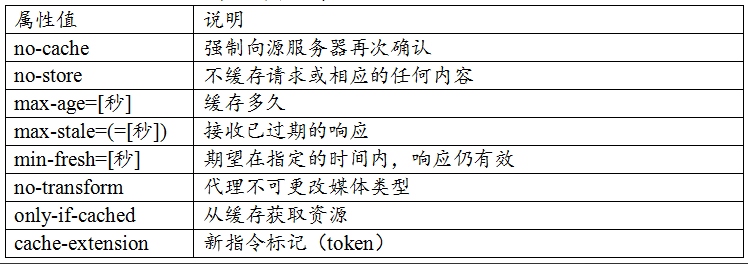 属性值 说明
no-cache 强制向源服务器再次确认
no-store 不缓存请求或相应的任何内容
max-age=[秒] 缓存多久
max-stale=(=[秒]) 接收已过期的响应
min-fresh=[秒] 期望在指定的时间内，响应仍有效
no-transform 代理不可更改媒体类型
only-if-cached 从缓存获取资源
cache-extension 新指令标记（token）